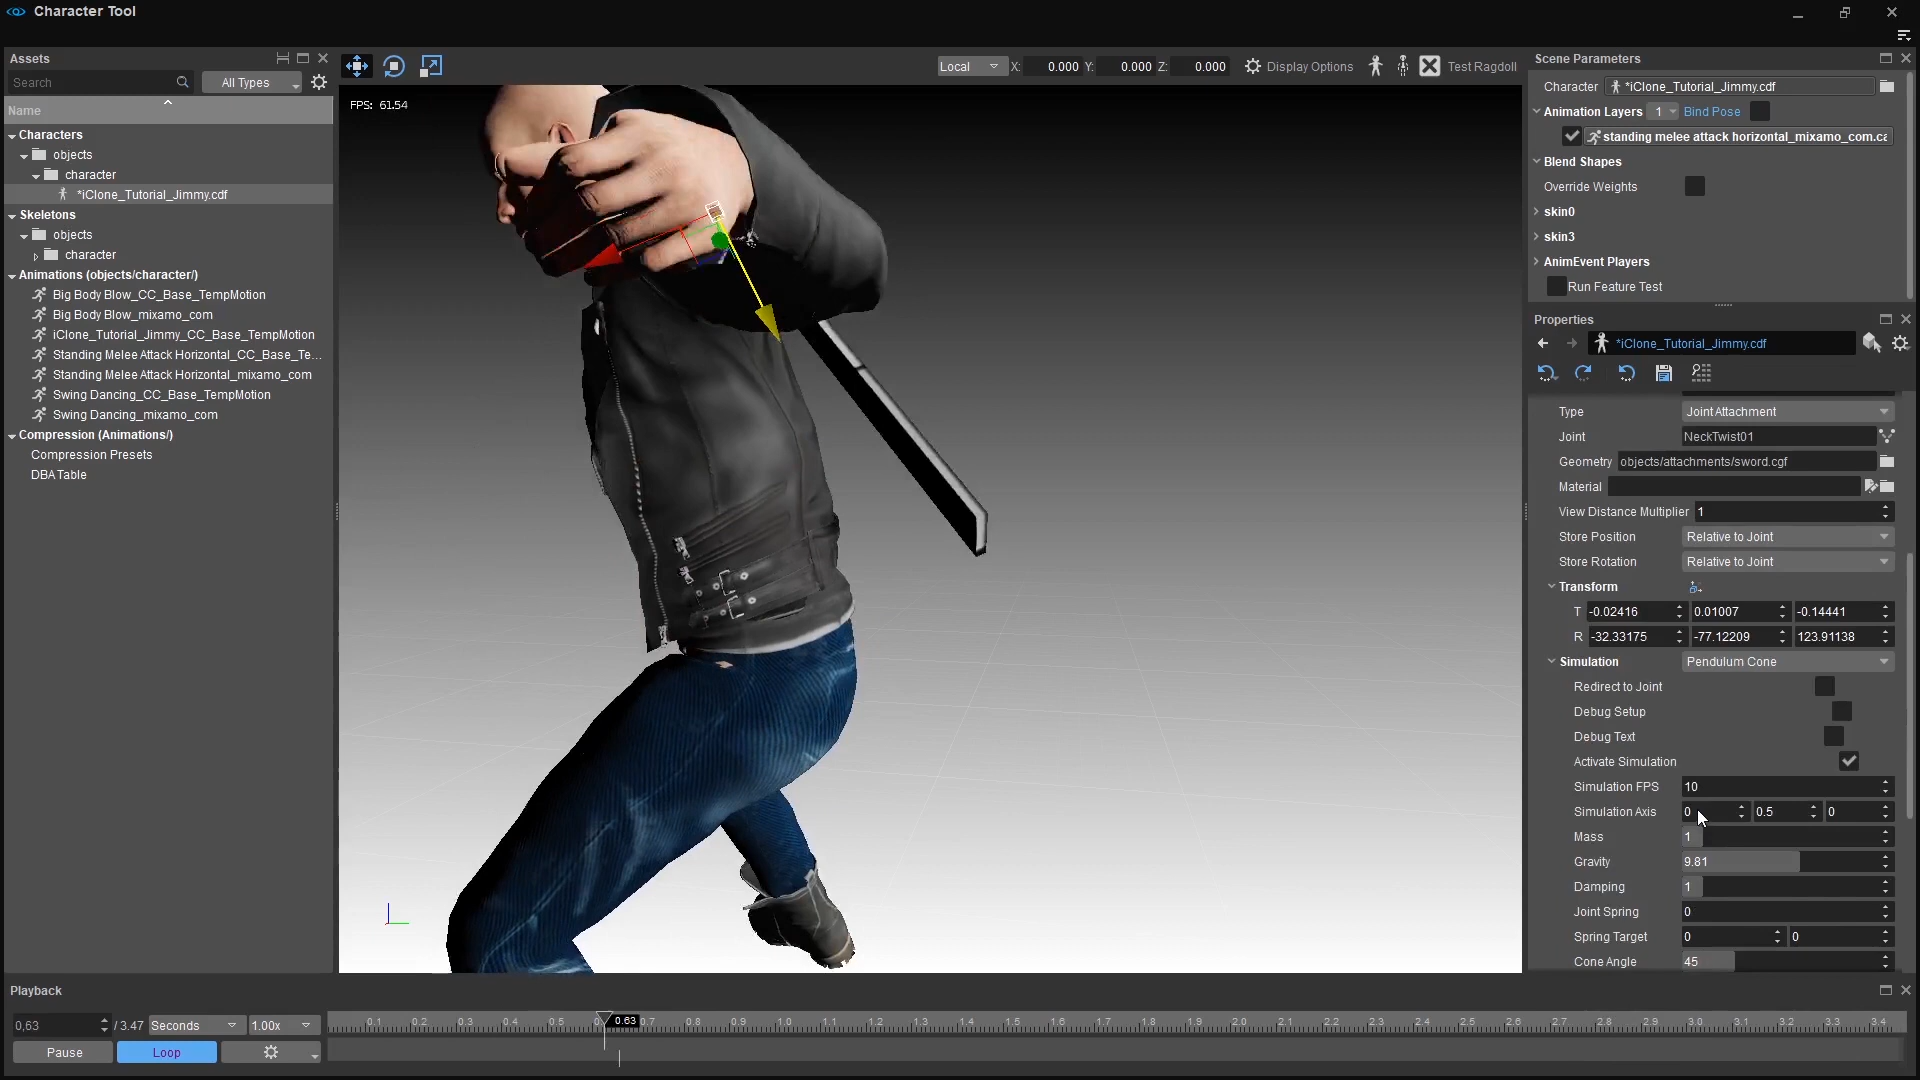 Character Tool
Assets
Search
All Types
Name
Characters
objects
character
*iClone_Tutorial_Jimmy.cdf
Skeletons
objects
character
Animations (objects/character/)
Big Body Blow_CC_Base_TempMotion
Big Body Blow_mixamo_com
iClone_Tutorial_Jimmy_CC_Base_TempMotion
Standing Melee Attack Horizontal_CC_Base_Te...
Standing Melee Attack Horizontal_mixamo_com
Swing Dancing_CC_Base_TempMotion
Swing Dancing_mixamo_com
Compression (Animations/)
Compression Presets
DBA Table
Local X: 0.000 Y: 0.000 Z: 0.000 Display Options Test Ragdoll
FPS: 61.54
Scene Parameters
Character *iClone_Tutorial_Jimmy.cdf
Animation Layers 1 Bind Pose
standing melee attack horizontal_mixamo_com.ca
Blend Shapes
Override Weights
skin0
skin3
AnimEvent Players
Run Feature Test
Properties
*iClone_Tutorial_Jimmy.cdf
Type Joint Attachment
Joint NeckTwist01
Geometry objects/attachments/sword.cgf
Material
View Distance Multiplier 1
Store Position Relative to Joint
Store Rotation Relative to Joint
Transform
T -0.02416 0.01007 -0.14441
R -32.33175 -77.12209 123.91138
Simulation Pendulum Cone
Redirect to Joint
Debug Setup
Debug Text
Activate Simulation
Simulation FPS 10
Simulation Axis 0 0.5 0
Mass 1
Gravity 9.81
Damping 1
Joint Spring 0
Spring Target 0 0
Cone Angle 45
Playback
0,63 / 3.47 Seconds 1.00x
0.1 0.2 0.3 0.4 0.5 0. 0.63 0.7 0.8 0.9 1.0 1.1 1.2 1.3 1.4 1.5 1.6 1.7 1.8 1.9 2.0 2.1 2.2 2.3 2.4 2.5 2.6 2.7 2.8 2.9 3.0 3.1 3.2 3.3 3.4
Pause Loop